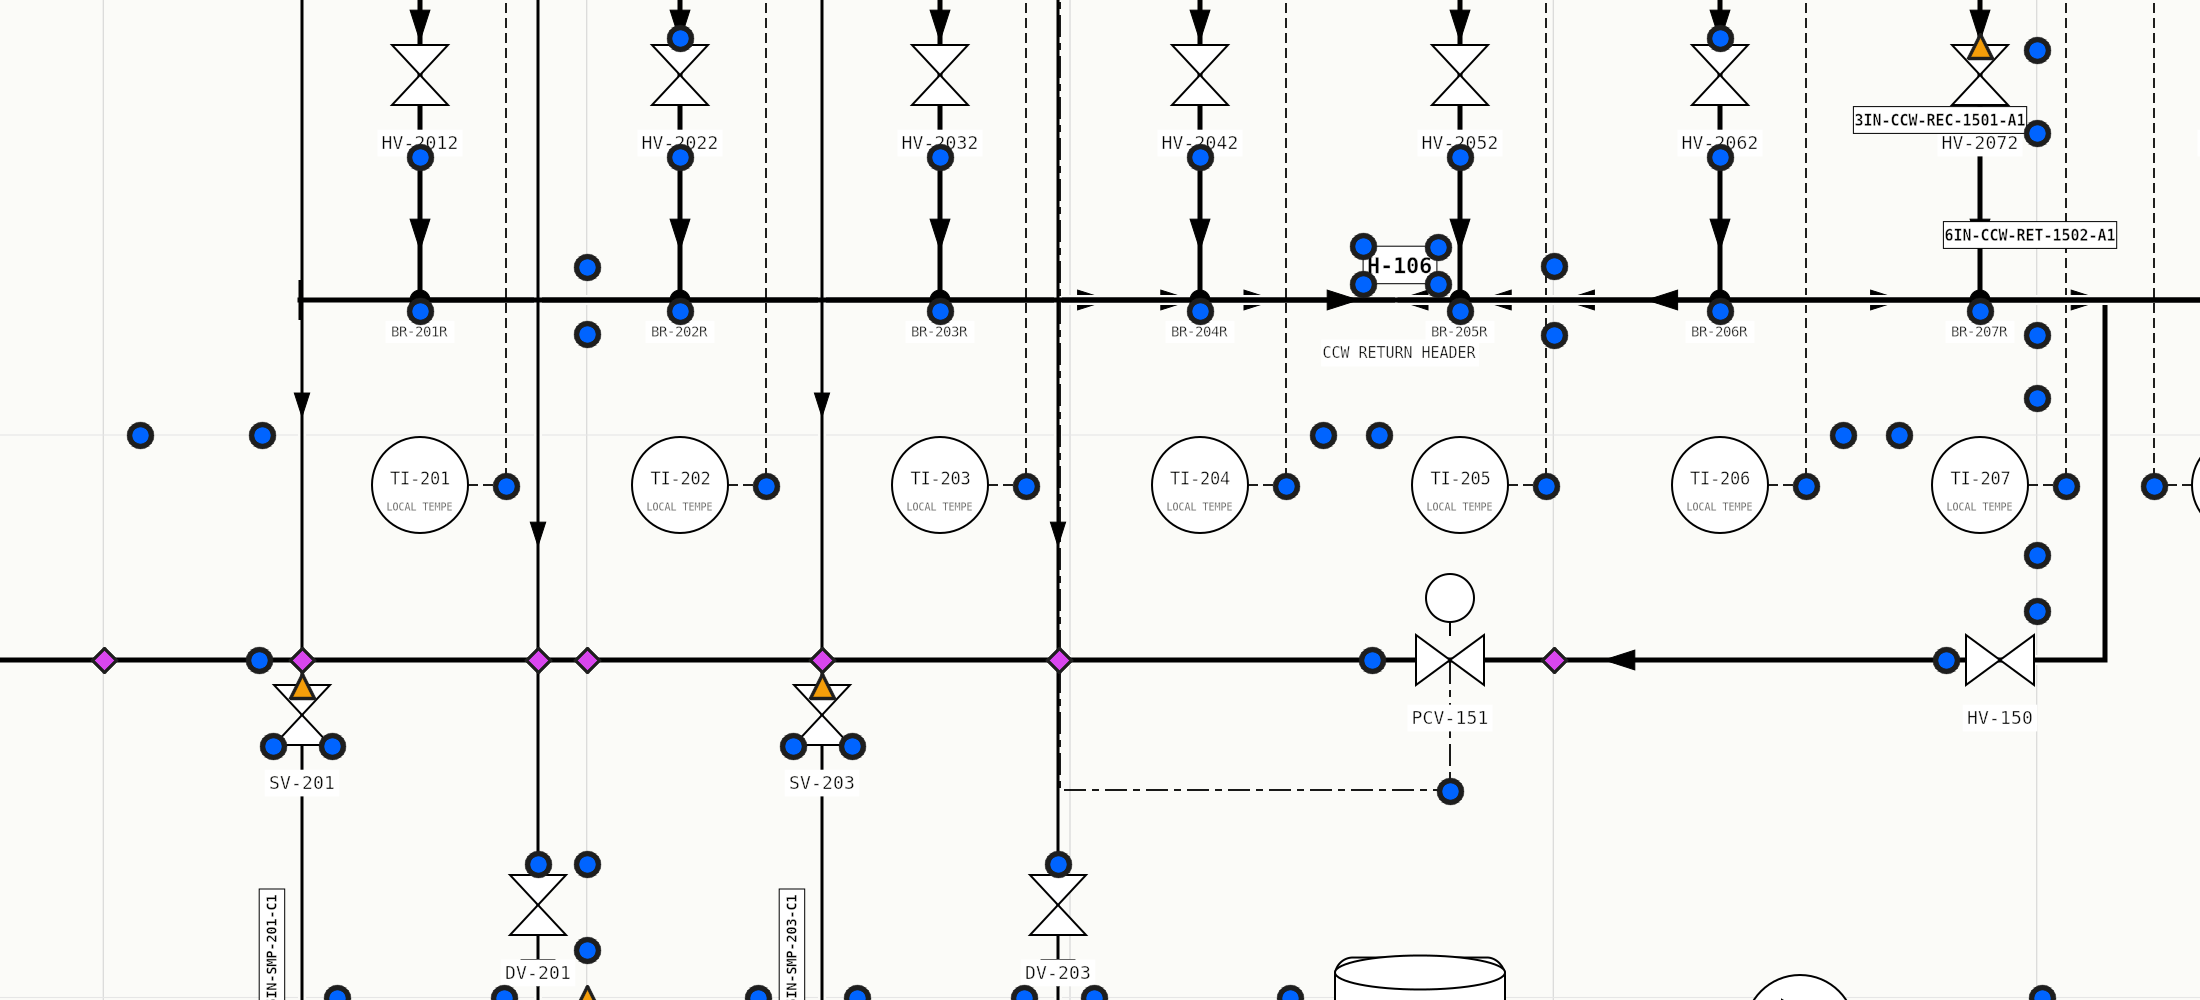 HV-2012
HV-2022
HV-2032
HV-2042
HV-2052
HV-2062
3IN-CCW-REC-1501-A1
HV-2072
6IN-CCW-RET-1502-A1
H-106
BR-201R
BR-202R
BR-203R
BR-204R
BR-205R
BR-206R
BR-207R
CCW RETURN HEADER
TI-201
LOCAL TEMPE
TI-202
LOCAL TEMPE
TI-203
LOCAL TEMPE
TI-204
LOCAL TEMPE
TI-205
LOCAL TEMPE
TI-206
LOCAL TEMPE
TI-207
LOCAL TEMPE
PCV-151
HV-150
SV-201
SV-203
IN-SMP-201-C1
IN-SMP-203-C1
DV-201
DV-203